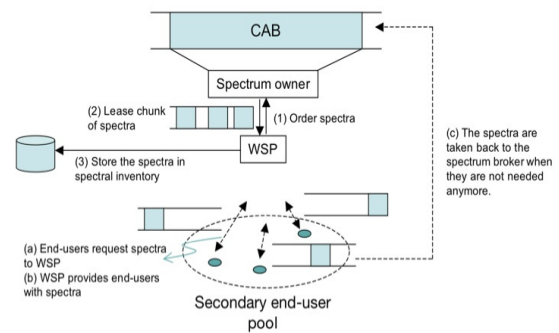 CAB
Spectrum owner
(2) Lease chunk
of spectra
(1) Order spectra
WSP
(3) Store the spectra in
spectral inventory
(c) The spectra are
taken back to the
spectrum broker when
they are not needed
anymore.
(a) End-users request spectra
to WSP
(b) WSP provides end-users
with spectra
Secondary end-user
pool